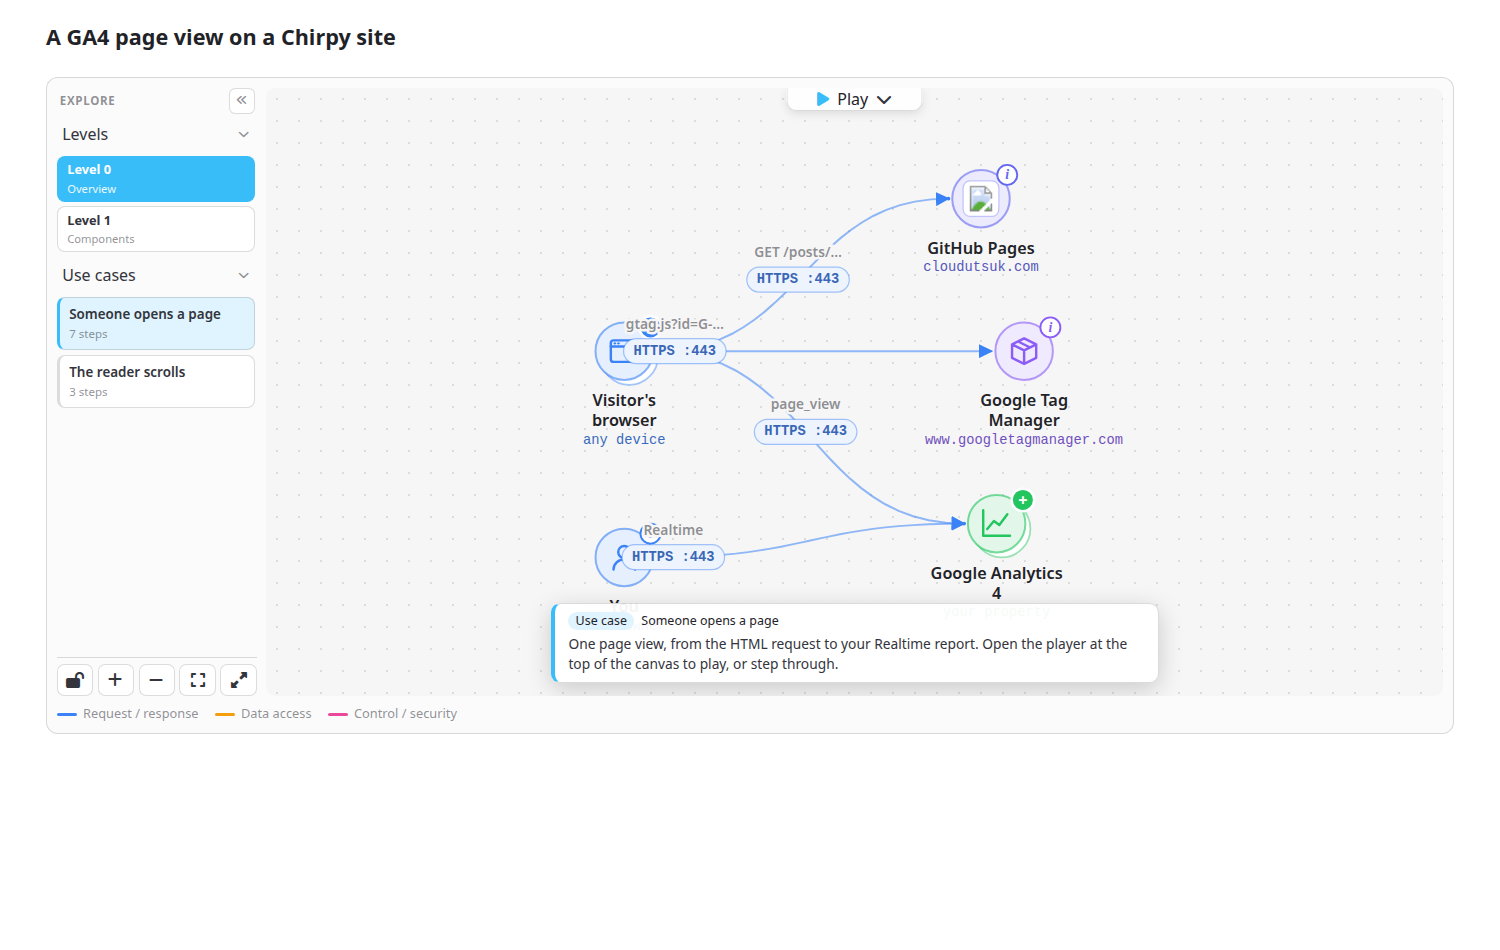 A GA4 page view on a Chirpy site
EXPLORE
Levels
Level 0
Overview
Level 1
Components
Use cases
Someone opens a page
7 steps
The reader scrolls
3 steps
Play
GitHub Pages
cloudutsuk.com
GET /posts/...
HTTPS :443
gtag.js?id=G-...
HTTPS :443
Visitor's
browser
any device
Google Tag
Manager
www.googletagmanager.com
page_view
HTTPS :443
Realtime
HTTPS :443
You
Google Analytics
4
your property
Use case Someone opens a page
One page view, from the HTML request to your Realtime report. Open the player at the
top of the canvas to play, or step through.
Request / response
Data access
Control / security